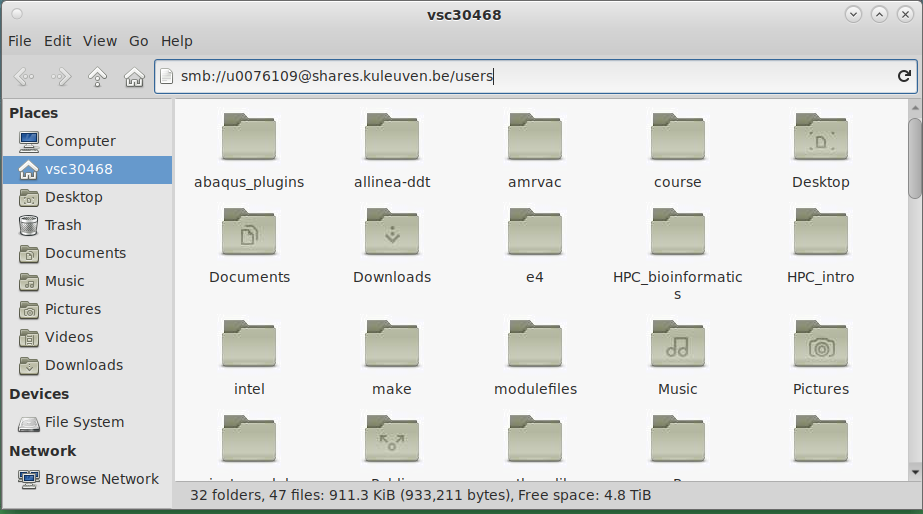 vsc30468
File Edit View Go Help
smb://u0076109@shares.kuleuven.be/users
Places
Computer
vsc30468
Desktop
Trash
Documents
Music
Pictures
Videos
Downloads
Devices
File System
Network
Browse Network
abaqus_plugins allinea-ddt amrvac course Desktop
Documents Downloads e4 HPC_bioinformatic HPC_intro
s
intel make modulefiles Music Pictures
32 folders, 47 files: 911.3 KiB (933,211 bytes), Free space: 4.8 TiB